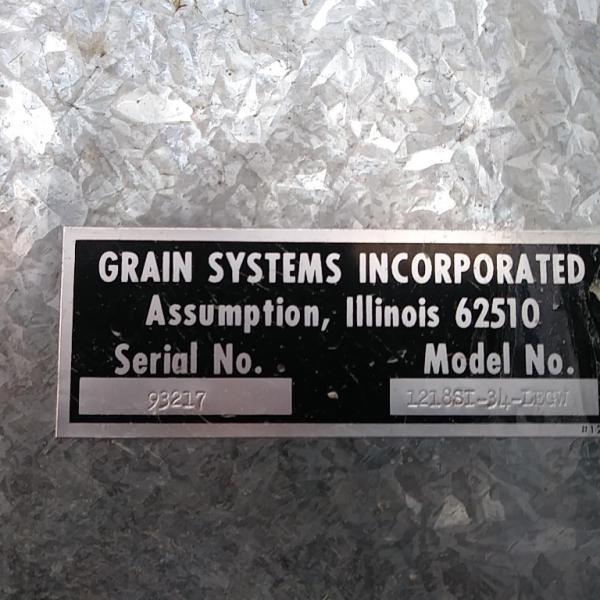 GRAIN SYSTEMS INCORPORATED
Assumption, Illinois 62510
Serial No. Model No.
93217